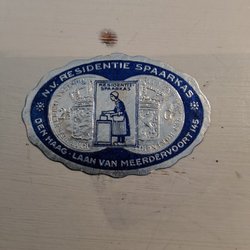 N.V. RESIDENTIE SPAARKAS
RESIDENTIE
SPAARKAS
DEN HAAG - LAAN VAN MEERDERVOORT 145